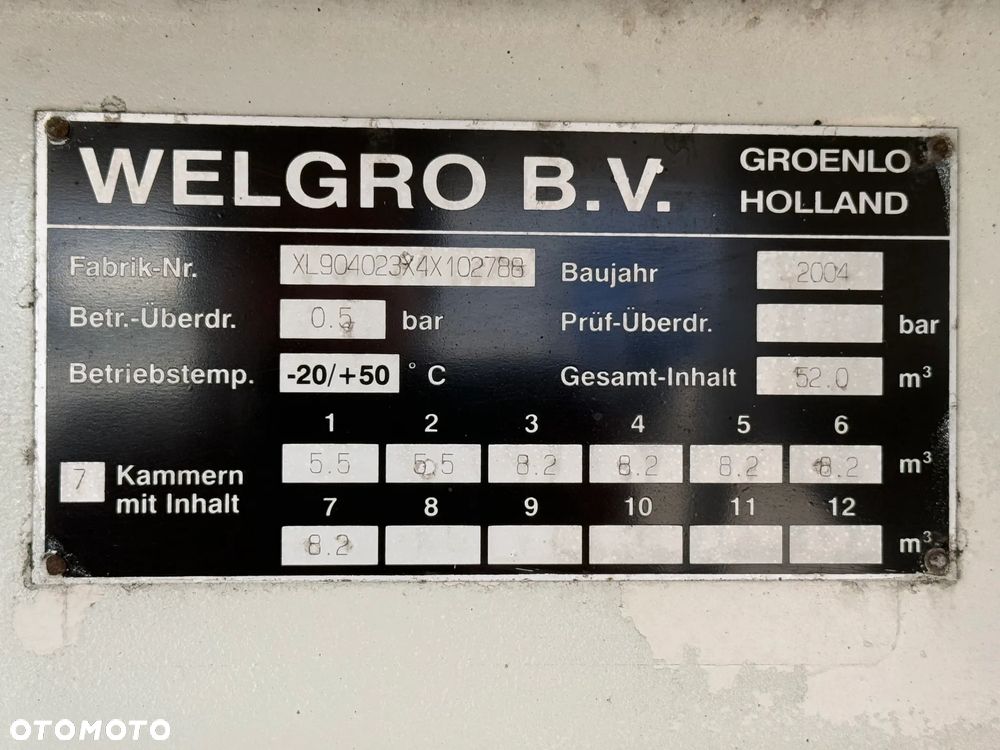 WELGRO B.V. GROENLO HOLLAND
Fabrik-Nr. XL904023X4X102788 Baujahr 2004
Betr.-Überdr. 0.5 bar Prüf-Überdr. bar
Betriebstemp. -20/+50 °C Gesamt-Inhalt 52.0 m³
1 2 3 4 5 6
7 Kammern mit Inhalt 5.5 5.5 8.2 8.2 8.2 8.2 m³
7 8 9 10 11 12
8.2 m³
OTOMOTO